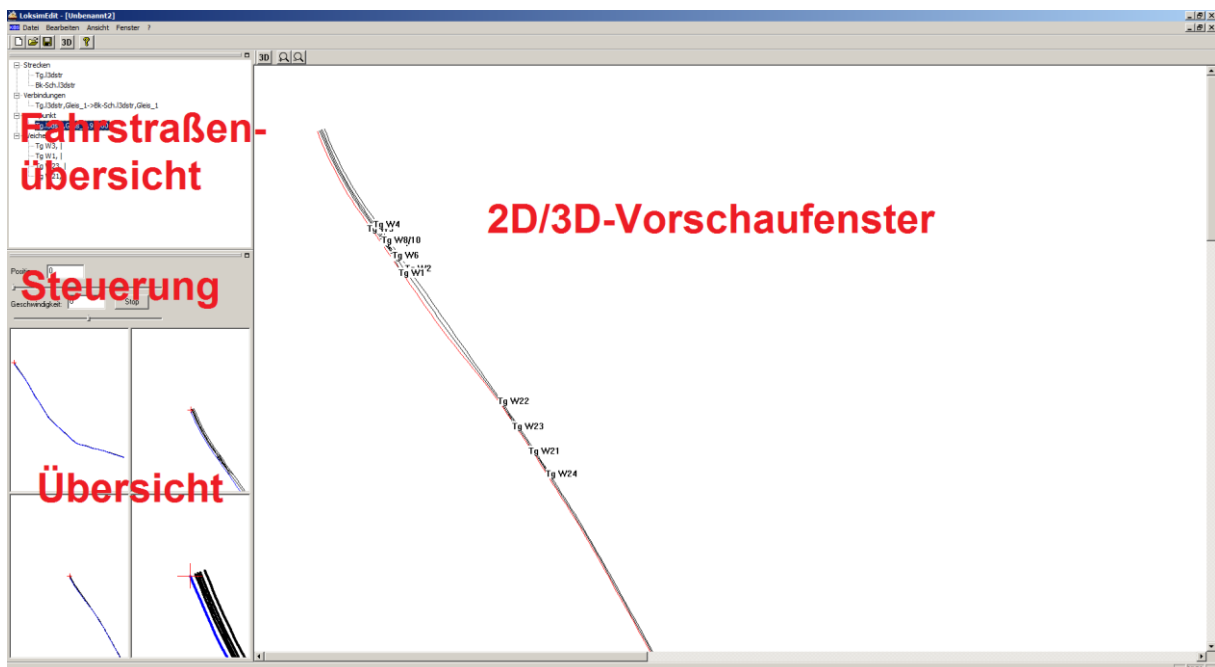 LoksimEdit - [Unbenannt2]
Datei Bearbeiten Ansicht Fenster ?
3D
3D
Strecken
Tg.l3dstr
Bk-Sch.l3dstr
Verbindungen
Tg.l3dstr,Gleis_1->Bk-Sch.l3dstr,Gleis_1
Fahrstraßen-
übersicht
Tg W3, |
Tg W1, |
Steuerung
Geschwindigkeit:
Stop
0
Übersicht
2D/3D-Vorschaufenster
Tg W4
Tg W8/10
Tg W6
Tg W1
Tg W22
Tg W23
Tg W21
Tg W24